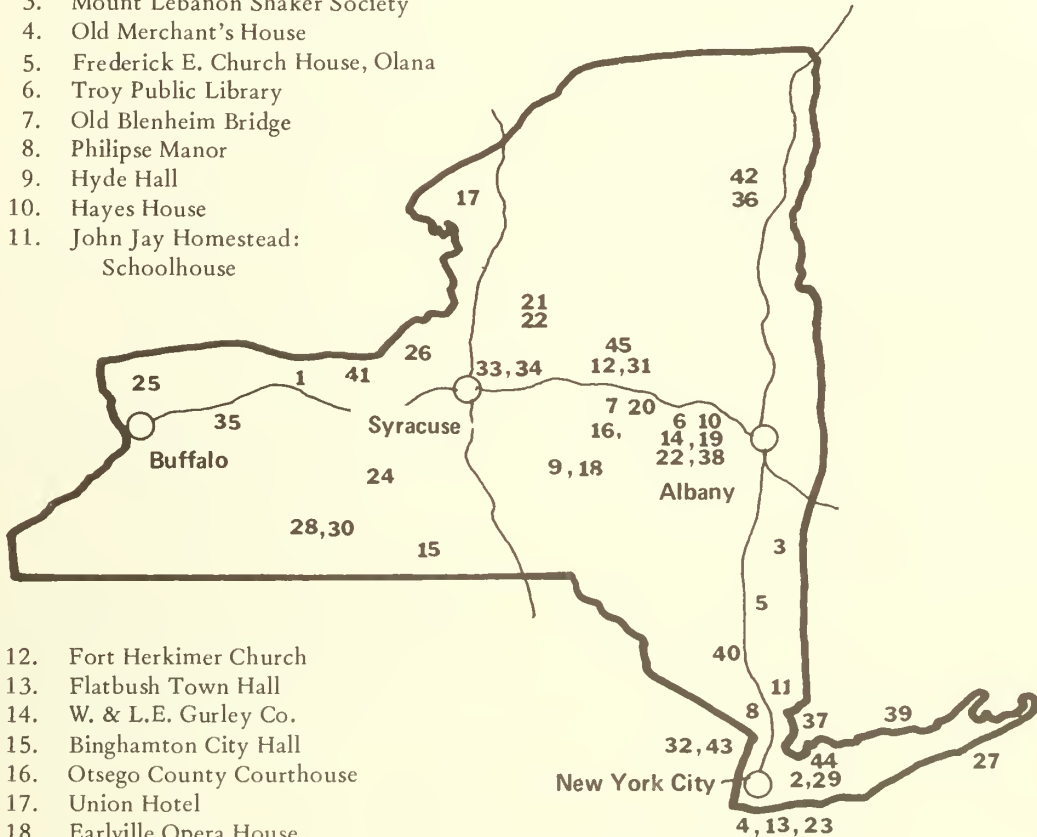 3. Mount Lebanon Shaker Society
4. Old Merchant's House
5. Frederick E. Church House, Olana
6. Troy Public Library
7. Old Blenheim Bridge
8. Philipse Manor
9. Hyde Hall
10. Hayes House
11. John Jay Homestead:
Schoolhouse
42
36
17
21
22
26
45
12,31
33,34
25
1
41
35
Syracuse
7 20
16,
6 10
14,19
22,38
Buffalo
9,18
24
Albany
28,30
15
3
5
40
11
8
37
39
32,43
44
27
New York City
2,29
4,13,23
12. Fort Herkimer Church
13. Flatbush Town Hall
14. W. & L.E. Gurley Co.
15. Binghamton City Hall
16. Otsego County Courthouse
17. Union Hotel
18. Earlville Opera House